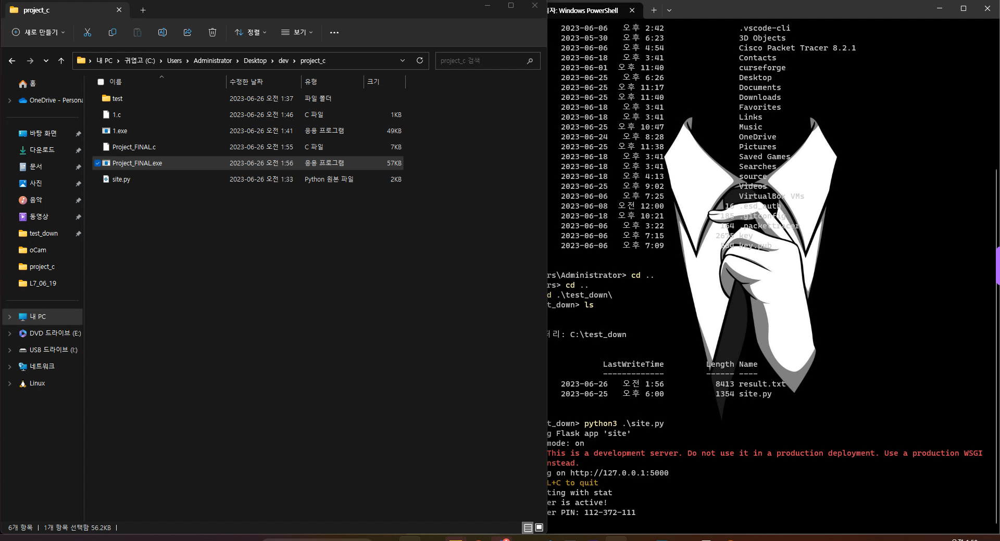 project_c
새로 만들기
정렬
보기
내 PC > 귀엽고 (C:) > Users > Administrator > Desktop > dev > project_c
project_c 검색
홈
OneDrive - Persona
바탕 화면
다운로드
문서
사진
음악
동영상
test_down
oCam
project_c
L7_06_19
내 PC
DVD 드라이브 (E:)
USB 드라이브 (I:)
네트워크
Linux
이름 수정한 날짜 유형 크기
test 2023-06-26 오전 1:37 파일 폴더
1.c 2023-06-26 오전 1:46 C 파일 1KB
1.exe 2023-06-26 오전 1:41 응용 프로그램 49KB
Project_FINAL.c 2023-06-26 오전 1:55 C 파일 7KB
Project_FINAL.exe 2023-06-26 오전 1:56 응용 프로그램 57KB
site.py 2023-06-26 오전 1:33 Python 원본 파일 2KB
6개 항목 | 1개 항목 선택함 56.2KB |
자: Windows PowerShell
2023-06-06 오후 2:42 .vscode-cli
2023-05-30 오후 6:23 3D Objects
2023-06-06 오후 4:54 Cisco Packet Tracer 8.2.1
2023-06-18 오후 3:41 Contacts
2023-06-01 오후 11:40 curseforge
2023-06-25 오후 6:26 Desktop
2023-06-25 오후 11:17 Documents
2023-06-25 오후 11:40 Downloads
2023-06-18 오후 3:41 Favorites
2023-06-18 오후 3:41 Links
2023-06-25 오후 10:47 Music
2023-06-24 오후 8:28 OneDrive
2023-06-25 오후 11:38 Pictures
2023-06-18 오후 3:41 Saved Games
2023-06-18 오후 3:41 Searches
2023-06-18 오후 4:13 source
2023-06-25 오후 9:02 Videos
2023-06-06 오후 7:25 VirtualBox VMs
2023-06-08 오전 12:00 16 .esd_auth
2023-06-18 오후 10:21 185 .gitconfig
2023-06-06 오후 3:22 164 .packettracer
2023-06-06 오후 7:15 2675 key
2023-06-06 오후 7:09 584 key.pub
rs\Administrator> cd ..
rs> cd ..
d .\test_down\
t_down> ls
터리: C:\test_down
LastWriteTime Length Name
------------- ------ ----
2023-06-26 오전 1:56 8413 result.txt
2023-06-25 오후 6:00 1354 site.py
t_down> python3 .\site.py
g Flask app 'site'
mode: on
This is a development server. Do not use it in a production deployment. Use a production WSGI
nstead.
g on http://127.0.0.1:5000
L+C to quit
ting with stat
er is active!
er PIN: 112-372-111